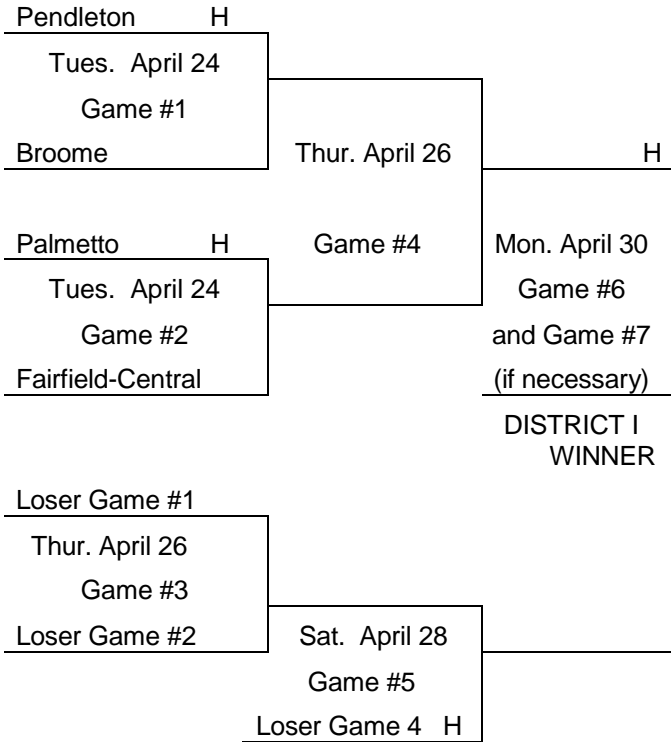 Pendleton H
Tues. April 24
Game #1
Broome
Thur. April 26
H
Palmetto H
Game #4
Mon. April 30
Tues. April 24
Game #6
Game #2
and Game #7
Fairfield-Central
(if necessary)
DISTRICT I
WINNER
Loser Game #1
Thur. April 26
Game #3
Loser Game #2
Sat. April 28
Game #5
Loser Game 4 H